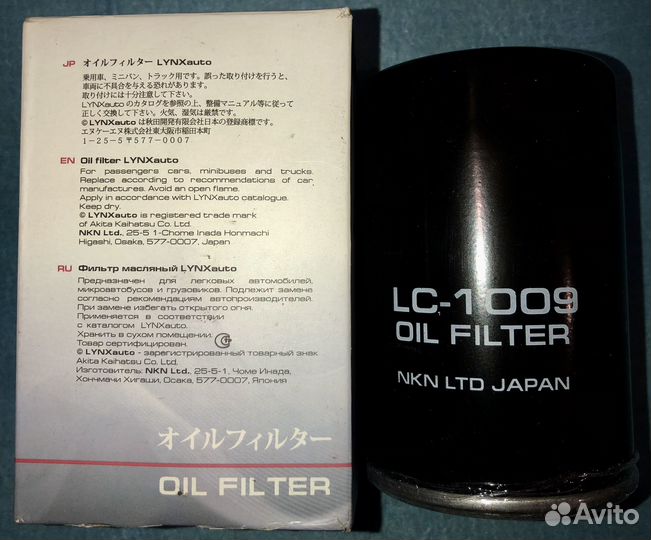 JP オイルフィルター LYNXauto
乗用車、ミニバン、トラック用です。誤った取り付けを行うと、
車両に不具合を与える恐れがあります。
取り付けには十分注意して下さい。
LYNXauto のカタログを参照の上、整備マニュアル等に従って
正しく交換して下さい。火気、湿気は厳禁です。
© LYNXauto は秋田開発有限会社日本の登録商標です。
エヌケーエヌ株式会社東大阪市稲田本町
1-25-5 〒577-0007
EN Oil filter LYNXauto
For passengers cars, minibuses and trucks.
Replace according to recommendations of car
manufactures. Avoid an open flame.
Apply in accordance with LYNXauto catalogue.
Keep dry.
© LYNXauto is registered trade mark
of Akita Kaihatsu Co. Ltd.
NKN Ltd., 25-5 1-Chome Inada Honmachi
Higashi, Osaka, 577-0007, Japan
RU Фильтр масляный LYNXauto
Предназначен для легковых автомобилей,
микроавтобусов и грузовиков. Подлежит замене
согласно рекомендациям автопроизводителей.
При замене избегать открытого огня.
Применяется в соответствии
с каталогом LYNXauto.
Хранить в сухом помещении.
Товар сертифицирован.
© LYNXauto - зарегистрированный товарный знак
Akita Kaihatsu Co. Ltd.
Изготовитель: NKN Ltd., 25-5-1, Чоме Инада,
Хончмачи Хигаши, Осака, 577-0007, Япония
オイルフィルター
OIL FILTER
LC-1009
OIL FILTER
NKN LTD JAPAN
Avito